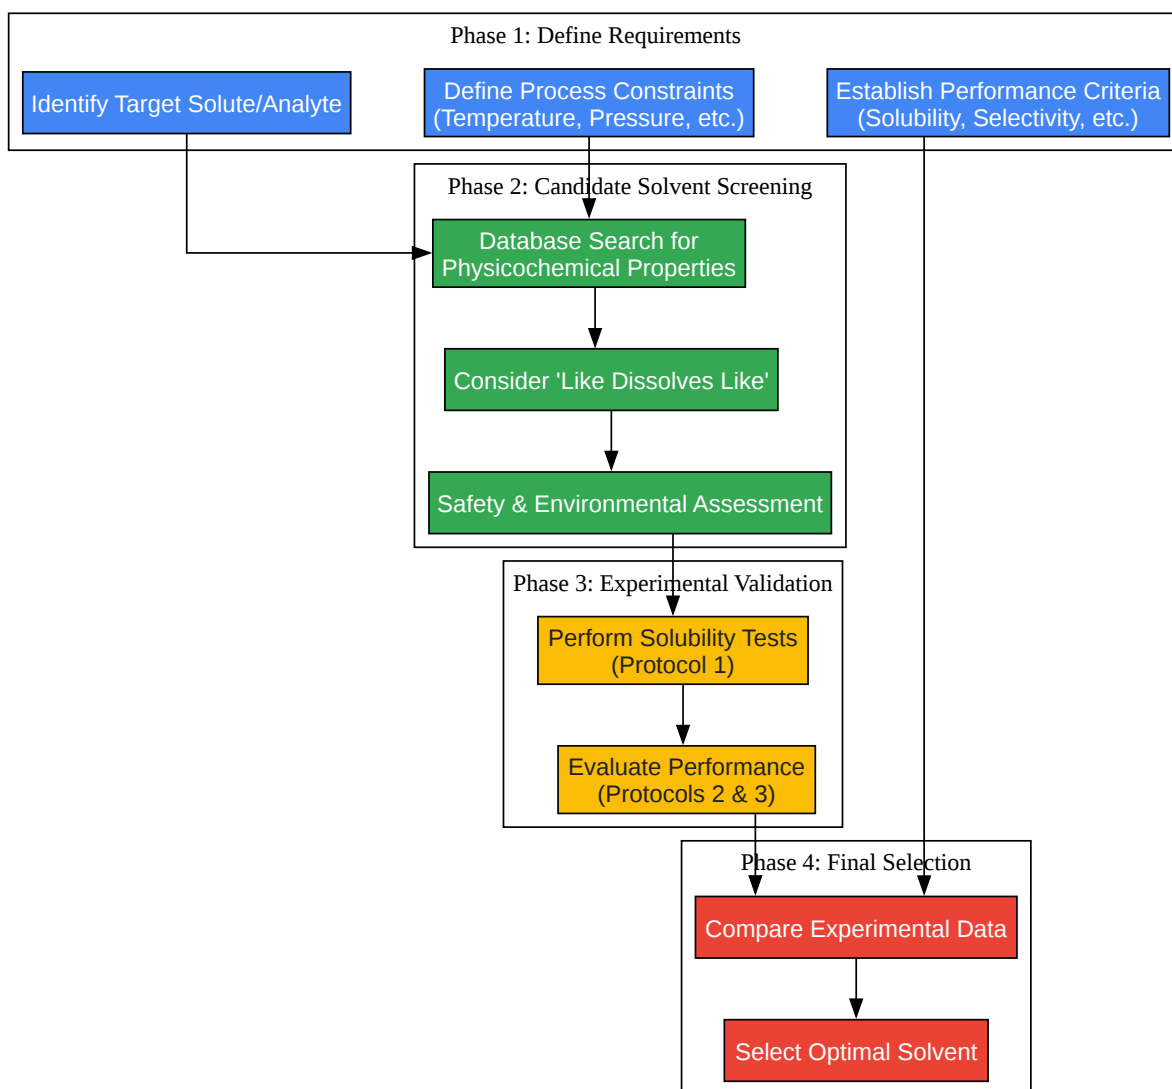 Phase 1: Define Requirements
Identify Target Solute/Analyte
Define Process Constraints
(Temperature, Pressure, etc.)
Establish Performance Criteria
(Solubility, Selectivity, etc.)
Phase 2: Candidate Solvent Screening
Database Search for
Physicochemical Properties
Consider 'Like Dissolves Like'
Safety & Environmental Assessment
Phase 3: Experimental Validation
Perform Solubility Tests
(Protocol 1)
Evaluate Performance
(Protocols 2 & 3)
Phase 4: Final Selection
Compare Experimental Data
Select Optimal Solvent